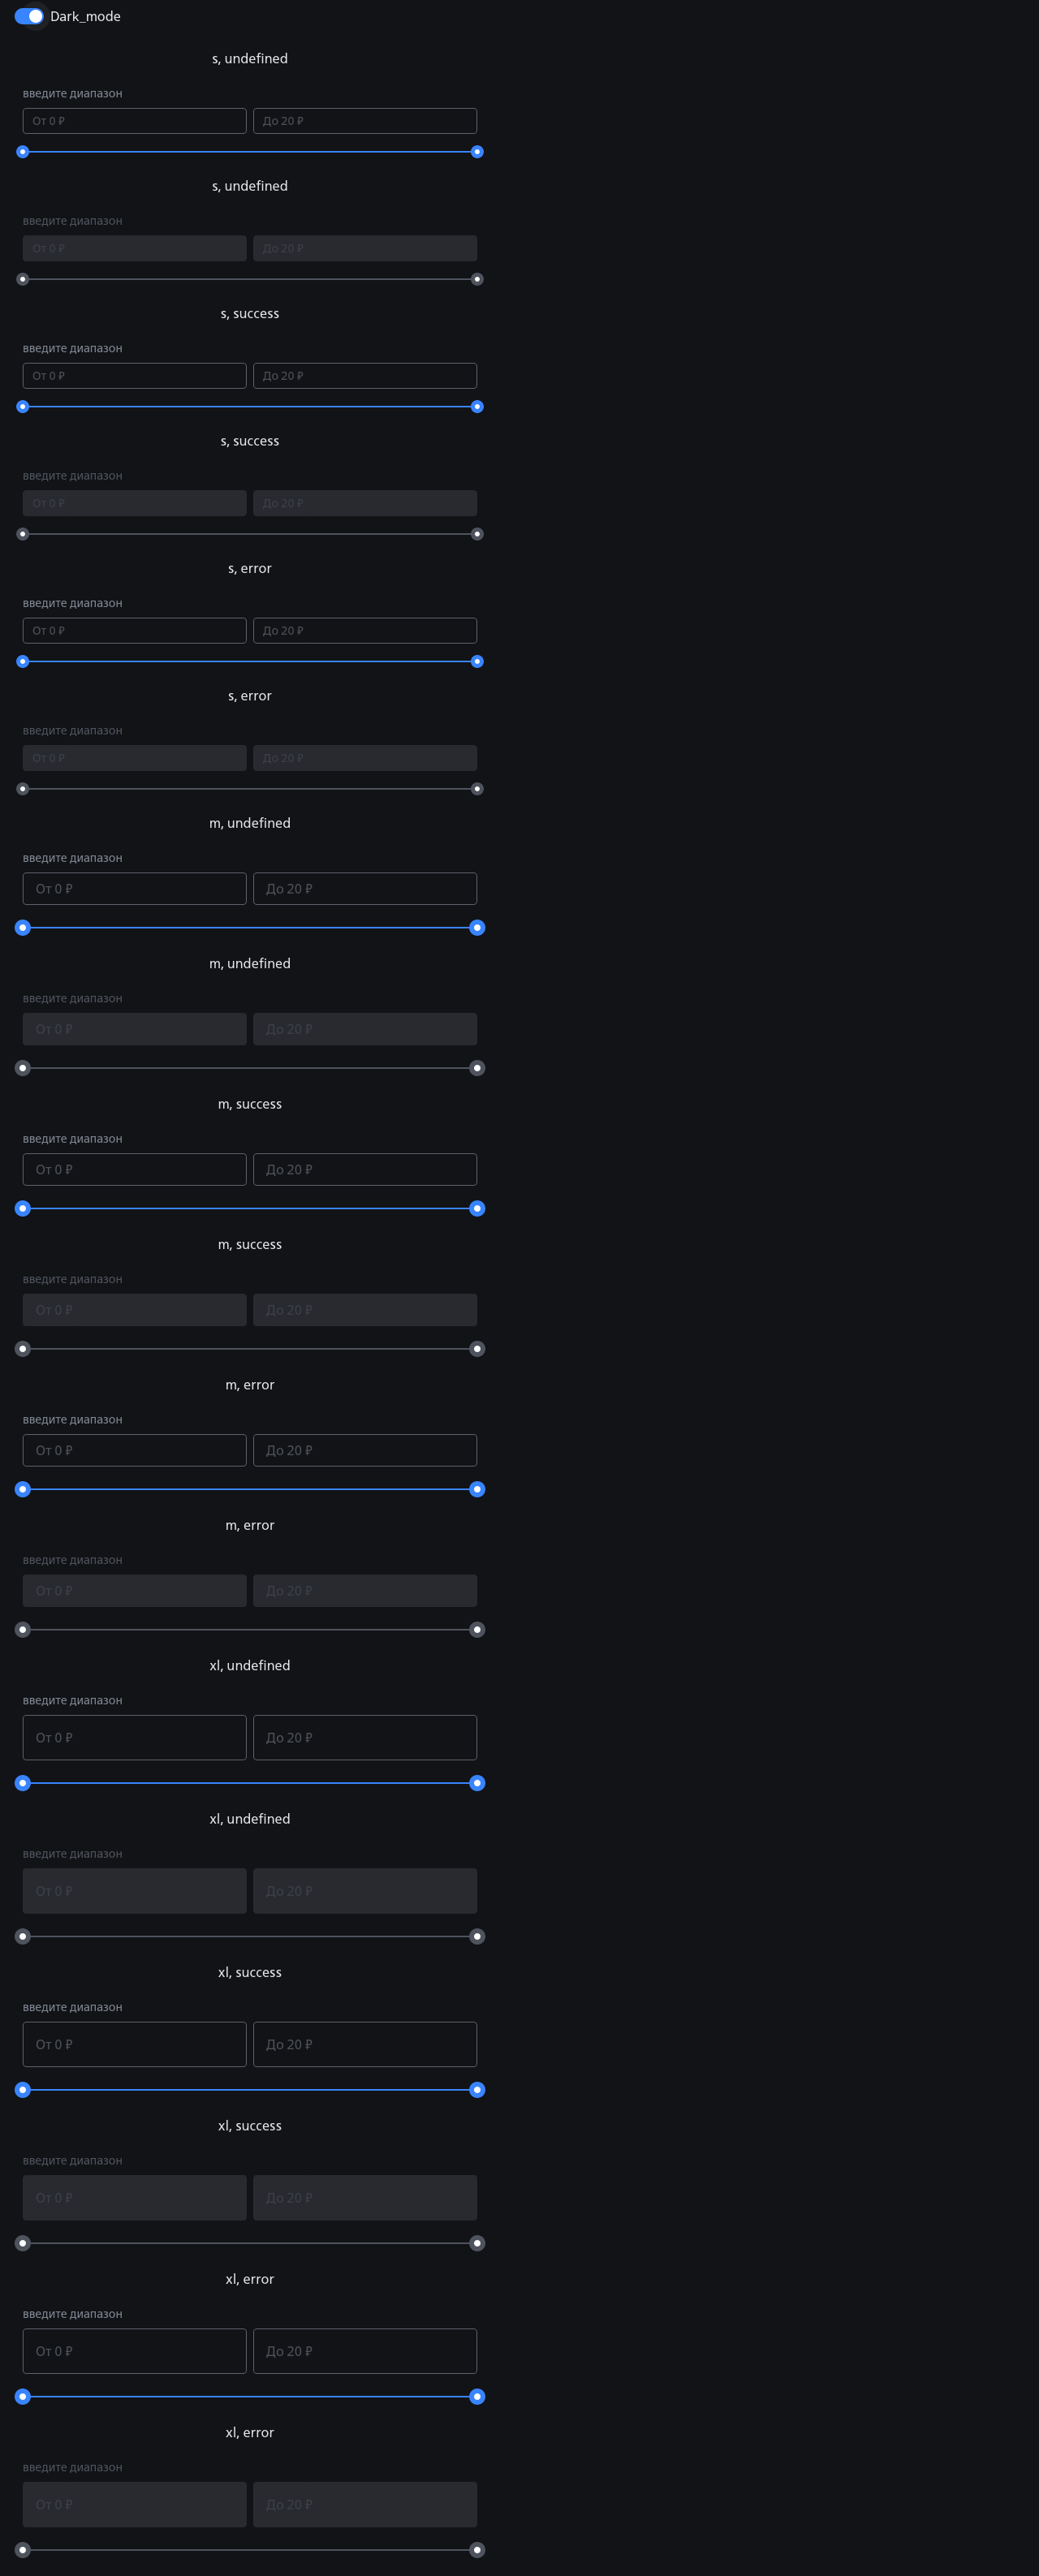 Dark_mode
s, undefined
введите диапазон
От 0 ₽ До 20 ₽
s, undefined
введите диапазон
От 0 ₽ До 20 ₽
s, success
введите диапазон
От 0 ₽ До 20 ₽
s, success
введите диапазон
От 0 ₽ До 20 ₽
s, error
введите диапазон
От 0 ₽ До 20 ₽
s, error
введите диапазон
От 0 ₽ До 20 ₽
m, undefined
введите диапазон
От 0 ₽ До 20 ₽
m, undefined
введите диапазон
От 0 ₽ До 20 ₽
m, success
введите диапазон
От 0 ₽ До 20 ₽
m, success
введите диапазон
От 0 ₽ До 20 ₽
m, error
введите диапазон
От 0 ₽ До 20 ₽
m, error
введите диапазон
От 0 ₽ До 20 ₽
xl, undefined
введите диапазон
От 0 ₽ До 20 ₽
xl, undefined
введите диапазон
От 0 ₽ До 20 ₽
xl, success
введите диапазон
От 0 ₽ До 20 ₽
xl, success
введите диапазон
От 0 ₽ До 20 ₽
xl, error
введите диапазон
От 0 ₽ До 20 ₽
xl, error
введите диапазон
От 0 ₽ До 20 ₽